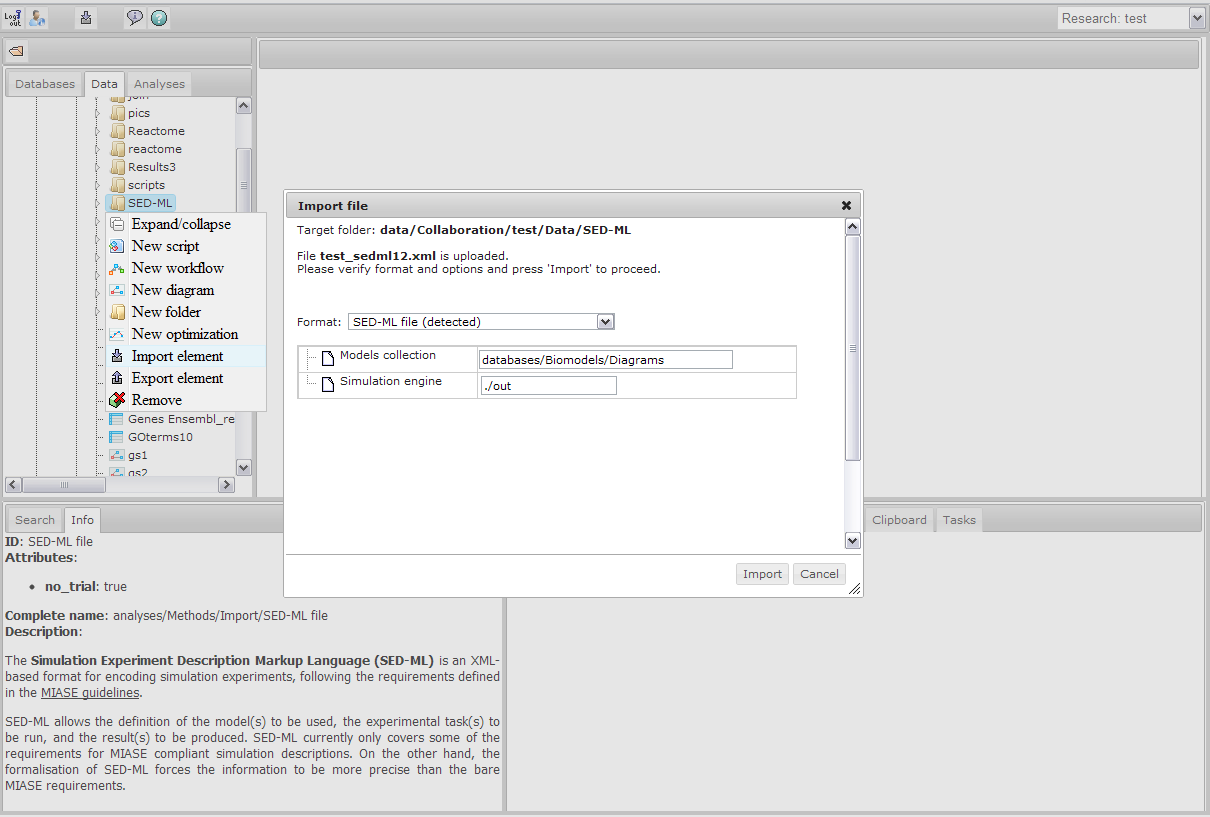 Log out
Research: test
Databases Data Analyses
join
pics
Reactome
reactome
Results3
scripts
SED-ML
Expand/collapse
New script
New workflow
New diagram
New folder
New optimization
Import element
Export element
Remove
Genes Ensembl_re
GOterms10
gs1
gs2
Import file
Target folder: data/Collaboration/test/Data/SED-ML
File test_sedml12.xml is uploaded.
Please verify format and options and press 'Import' to proceed.
Format: SED-ML file (detected)
Models collection databases/Biomodels/Diagrams
Simulation engine ./out
Import Cancel
Search Info
ID: SED-ML file
Attributes:
• no_trial: true
Complete name: analyses/Methods/Import/SED-ML file
Description:
The Simulation Experiment Description Markup Language (SED-ML) is an XML-
based format for encoding simulation experiments, following the requirements defined
in the MIASE guidelines.
SED-ML allows the definition of the model(s) to be used, the experimental task(s) to
be run, and the result(s) to be produced. SED-ML currently only covers some of the
requirements for MIASE compliant simulation descriptions. On the other hand, the
formalisation of SED-ML forces the information to be more precise than the bare
MIASE requirements.
Clipboard Tasks